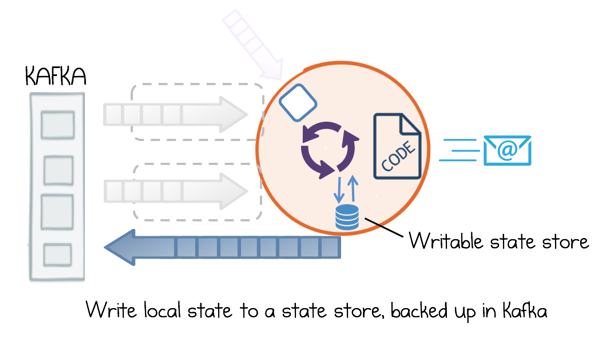 KAFKA
CODE
@
Writable state store
Write local state to a state store, backed up in Kafka